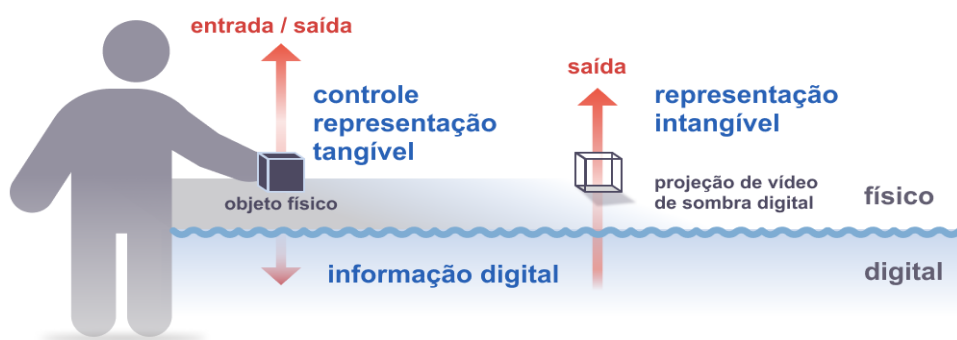 entrada / saída
controle
representação
tangível
objeto físico
saída
representação
intangível
projeção de vídeo
de sombra digital
físico
informação digital
digital